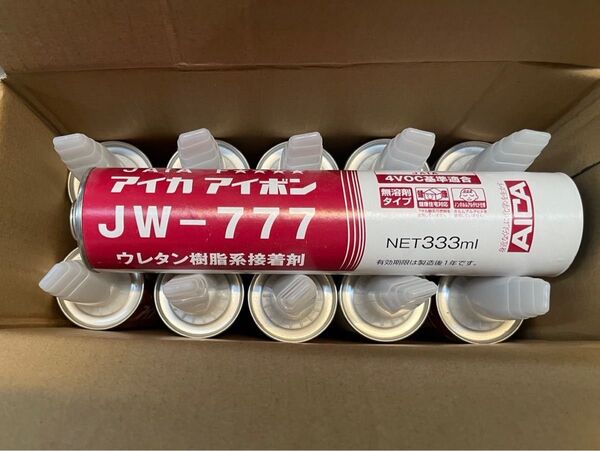 アイカ アイボン
JW-777
ウレタン樹脂系接着剤
4VOC基準適合
無溶剤
タイプ
NET333ml
有効期限は製造後1年です。
AICA